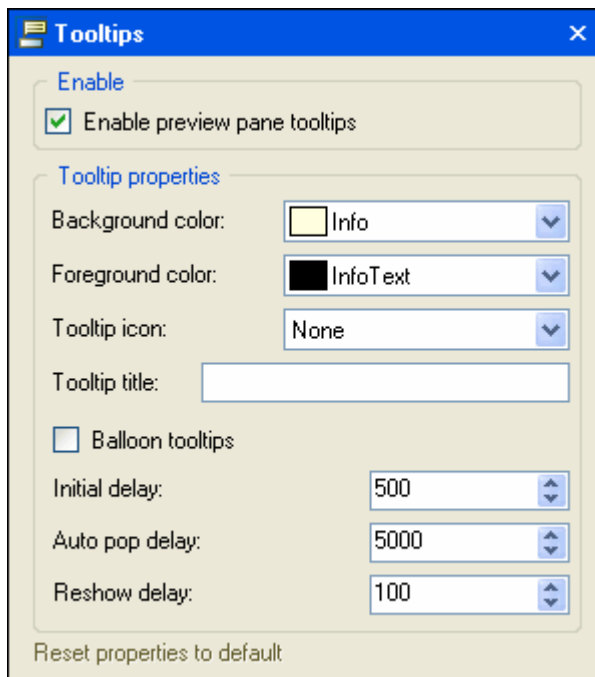 Tooltips
Enable
Enable preview pane tooltips
Tooltip properties
Background color: Info
Foreground color: InfoText
Tooltip icon: None
Tooltip title:
Balloon tooltips
Initial delay: 500
Auto pop delay: 5000
Reshow delay: 100
Reset properties to default